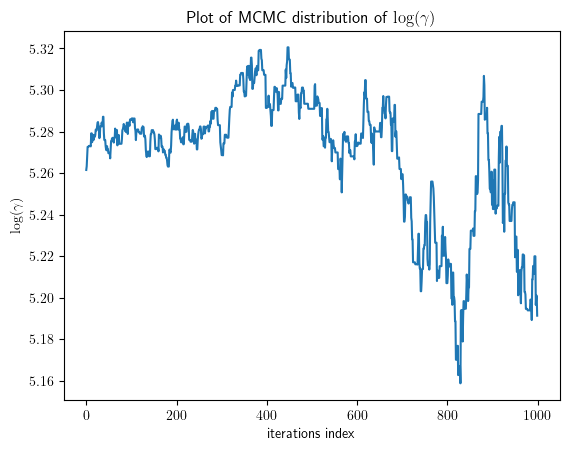 Plot of MCMC distribution of log(γ)
log(γ)
5.32
5.30
5.28
5.26
5.24
5.22
5.20
5.18
5.16
0 200 400 600 800 1000
iterations index